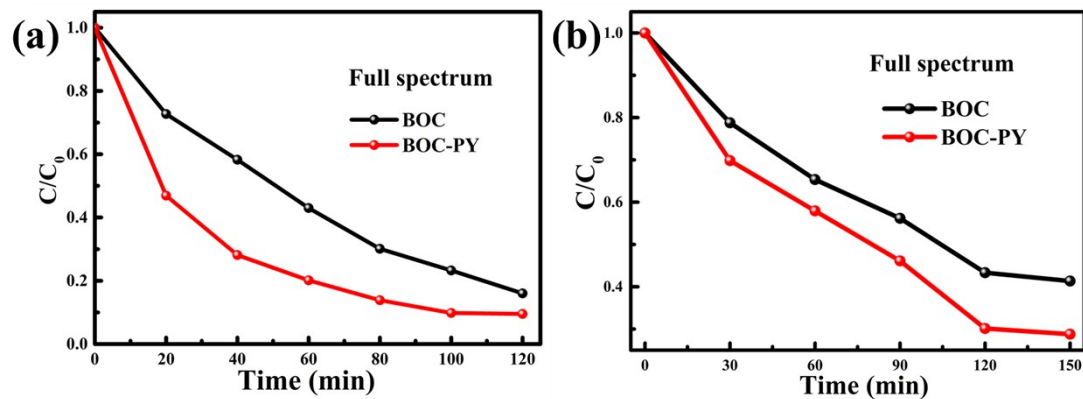 (a)
Full spectrum
BOC
BOC-PY
C/C0
1.0
0.8
0.6
0.4
0.2
0.0
0 20 40 60 80 100 120
Time (min)
(b)
Full spectrum
BOC
BOC-PY
C/C0
1.0
0.8
0.6
0.4
0 30 60 90 120 150
Time (min)